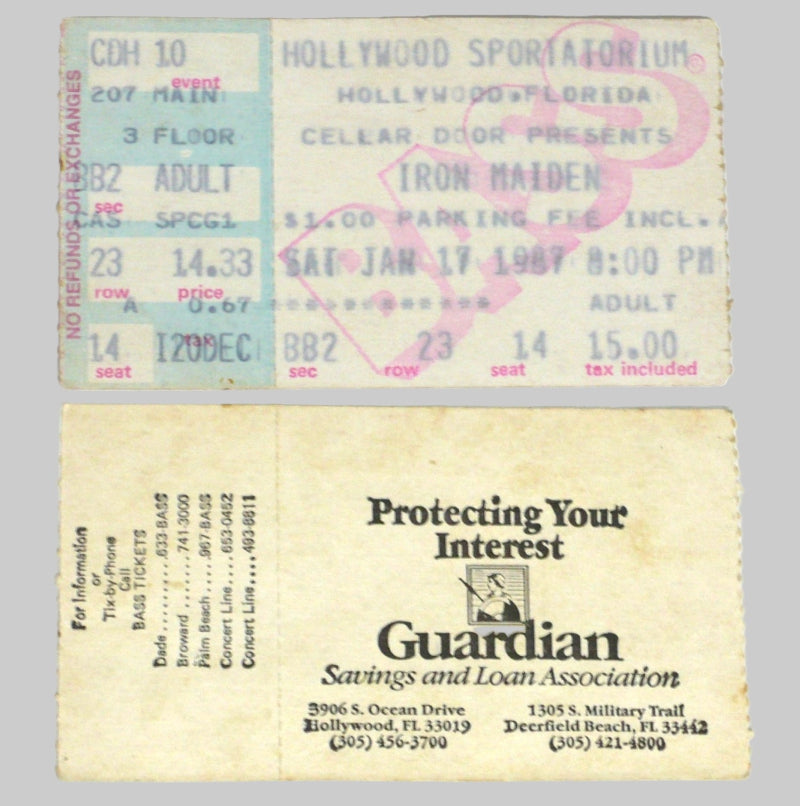 NO REFUNDS OR EXCHANGES
CDH 10
event
207 MAIN
3 FLOOR
BB2 ADULT
sec
CAS SPCG1
23 14.33
row price
A 0.67
tax
14 I20DEC
seat
BASS
HOLLYWOOD SPORTATORIUM
HOLLYWOOD,FLORIDA
CELLAR DOOR PRESENTS
IRON MAIDEN
$1.00 PARKING FEE INCL.
SAT JAN 17 1987 8:00 PM
************* ADULT
BB2 23 14 15.00
sec row seat tax included
For Information
or
Tix-by-Phone
Call
BASS TICKETS
Dade.........633-BASS
Broward .......741-3000
Palm Beach .....967-BASS
Concert Line....653-0452
Concert Line....493-8811
Protecting Your
Interest
Guardian
Savings and Loan Association
3906 S. Ocean Drive
Hollywood, FL 33019
(305) 456-3700
1305 S. Military Trail
Deerfield Beach, FL 33442
(305) 421-4800